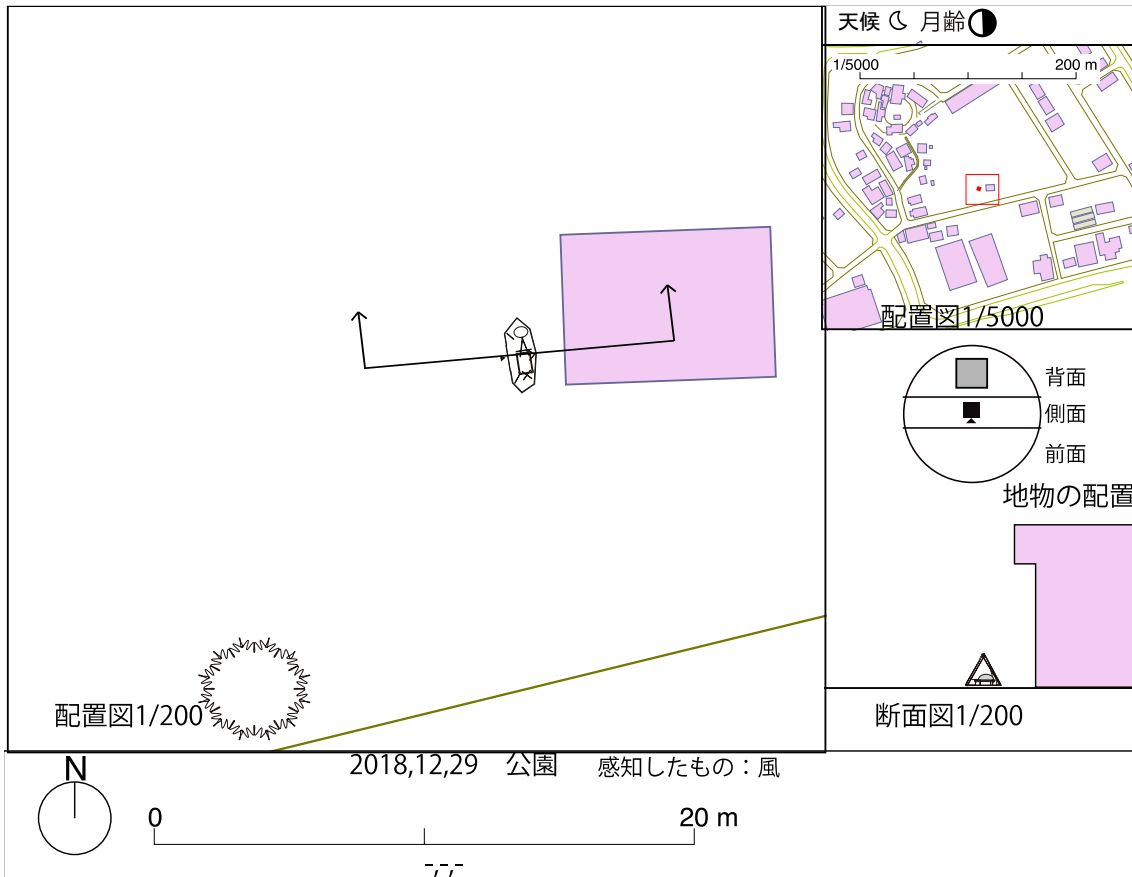 天候 月齢
1/5000 200 m
配置図1/5000
背面
側面
前面
地物の配置
配置図1/200
断面図1/200
2018,12,29 公園 感知したもの：風
N
0 20 m
-,-,-